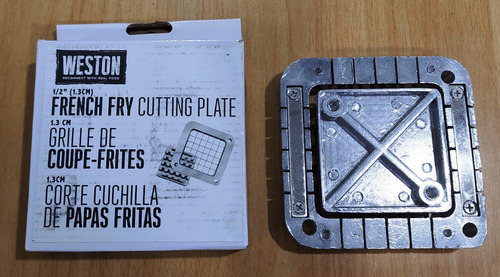 WESTON
RECONNECT WITH REAL FOOD
1/2" (1.3CM)
FRENCH FRY CUTTING PLATE
1.3 CM
GRILLE DE
COUPE-FRITES
1.3CM
CORTE CUCHILLA
DE PAPAS FRITAS